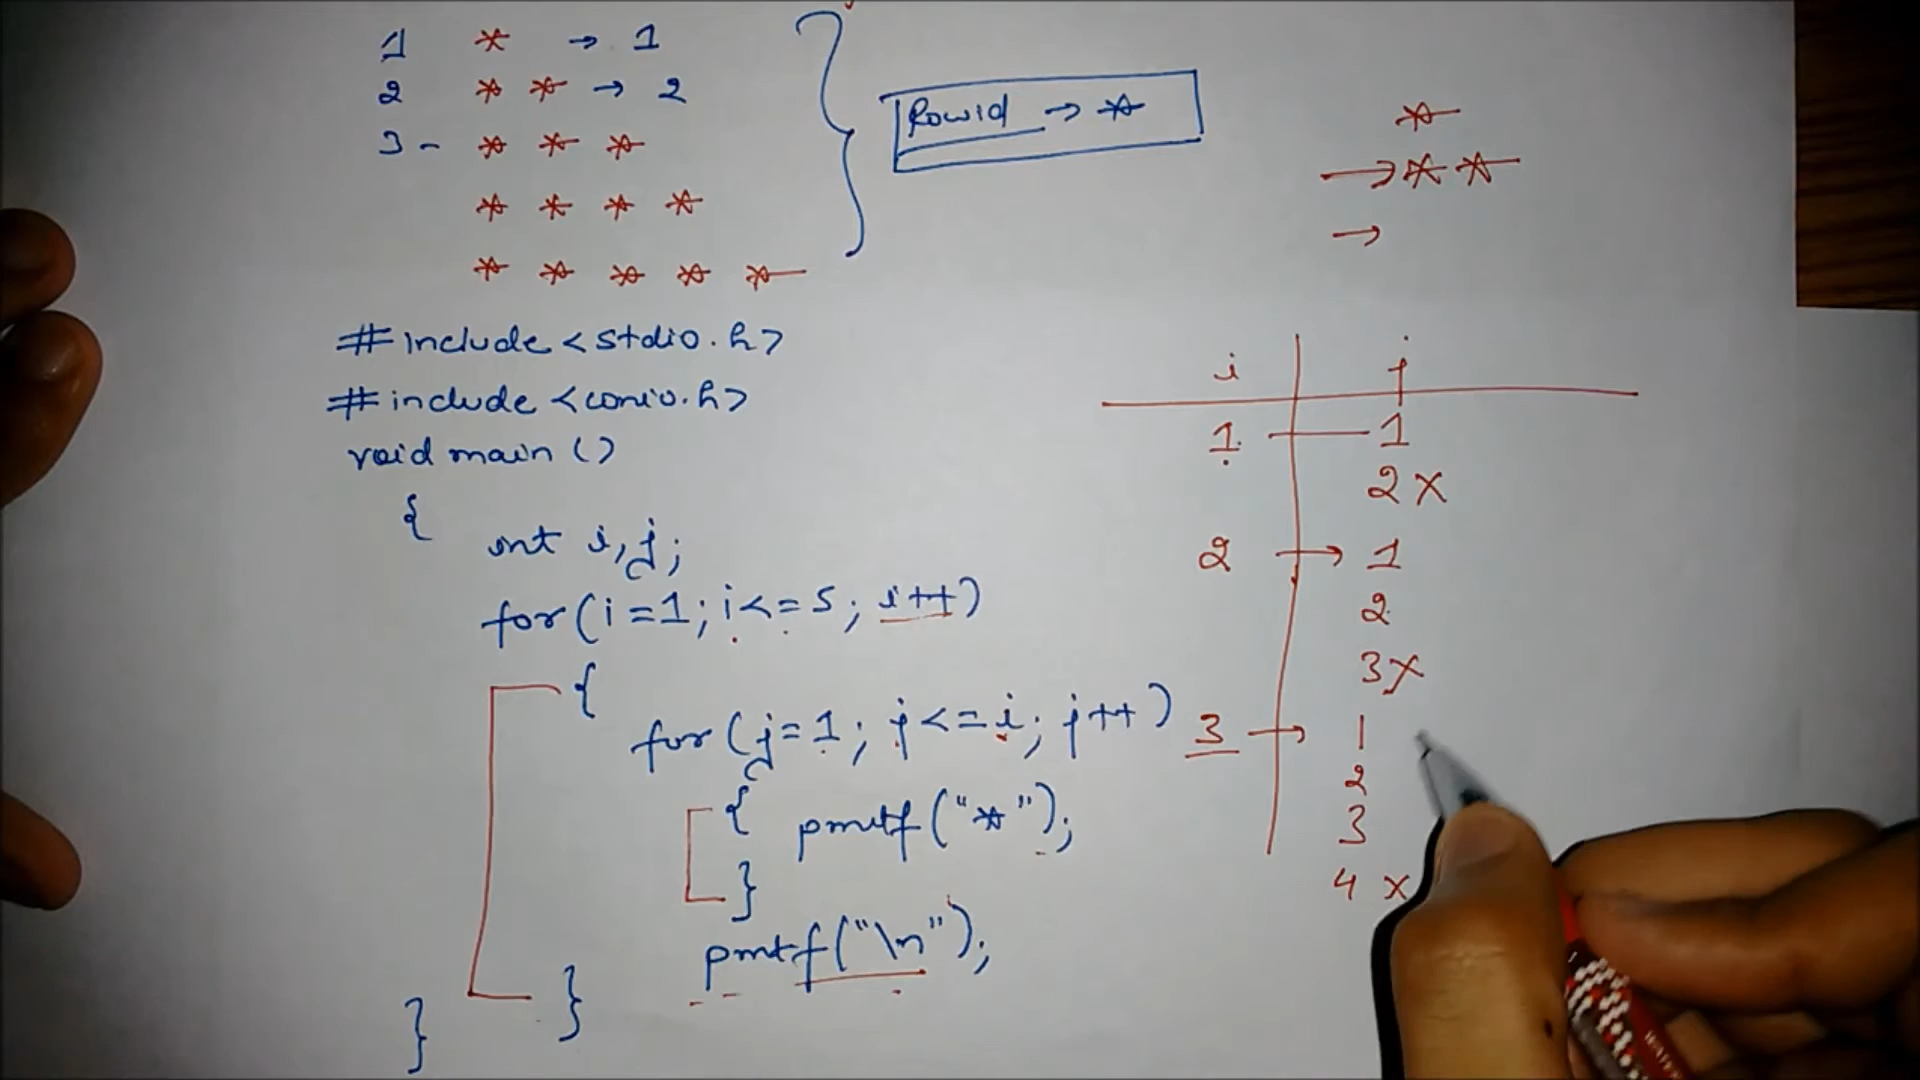 1 * → 1
2 * * → 2
3 - * * *
* * * *
* * * * *
Rowid → *
*
→ * *
→
#include <stdio.h>
#include <conio.h>
void main ()
{
int i,j;
for(i=1; i<=5; i++)
{
for(j=1; j<=i; j++)
{ printf("*");
}
printf("\n");
}
}
i j
1 1
2 x
2 → 1
2
3 x
3 → 1
2
3
4 x